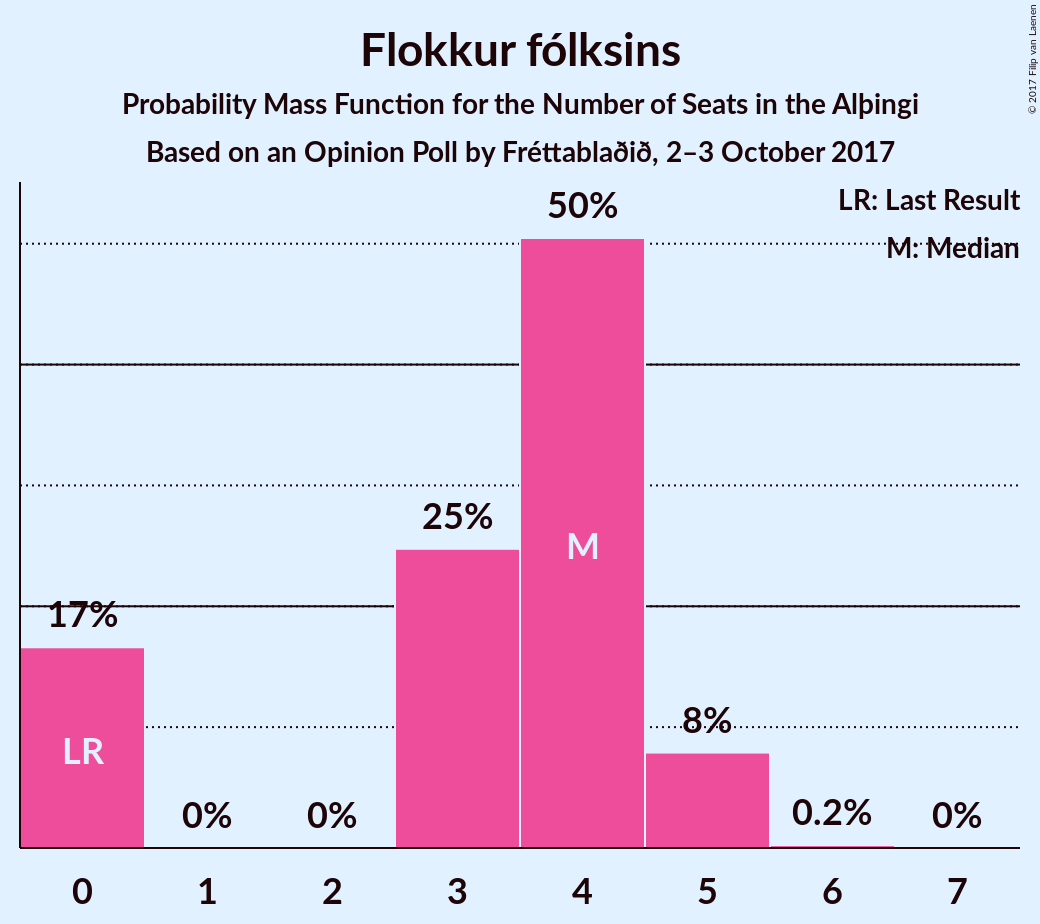 Flokkur fólksins
Probability Mass Function for the Number of Seats in the Alþingi
Based on an Opinion Poll by Fréttablaðið, 2–3 October 2017
© 2017 Filip van Laenen
LR: Last Result
M: Median
50%
25%
M
17%
LR
8%
0%
0%
0.2%
0%
0 1 2 3 4 5 6 7